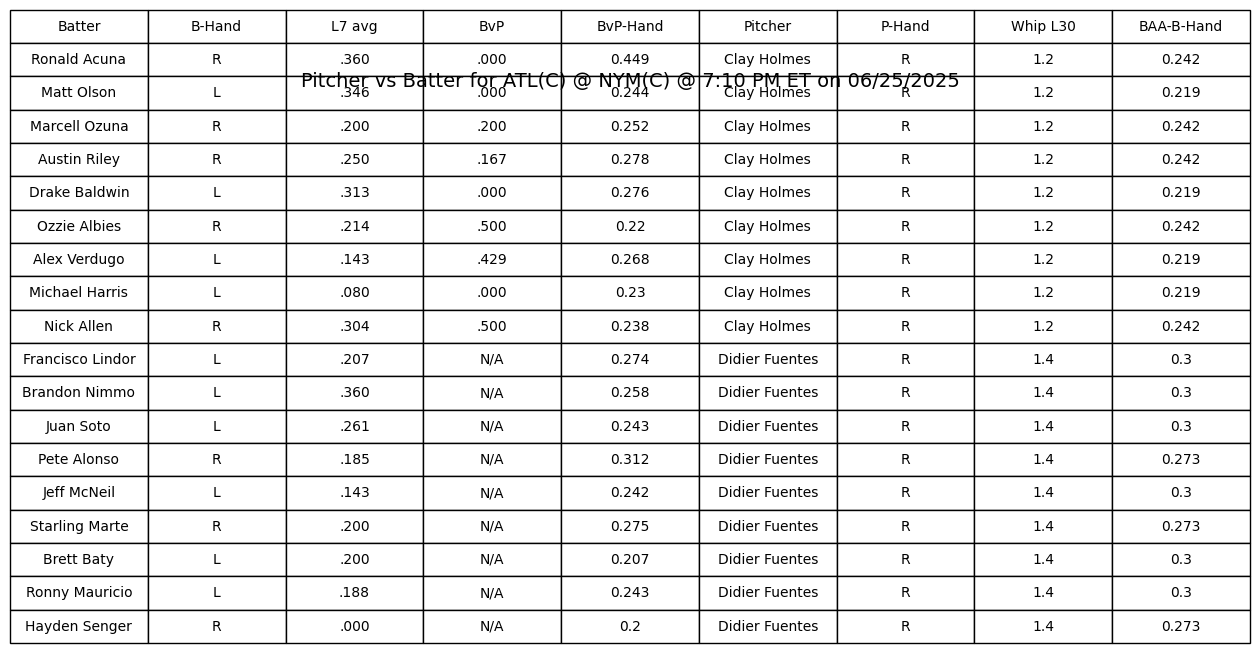 Batter B-Hand L7 avg BvP BvP-Hand Pitcher P-Hand Whip L30 BAA-B-Hand
Ronald Acuna R .360 .000 0.449 Clay Holmes R 1.2 0.242
Pitcher vs Batter for ATL(C) @ NYM(C) @ 7:10 PM ET on 06/25/2025
Matt Olson L .346 .000 0.244 Clay Holmes R 1.2 0.219
Marcell Ozuna R .200 .200 0.252 Clay Holmes R 1.2 0.242
Austin Riley R .250 .167 0.278 Clay Holmes R 1.2 0.242
Drake Baldwin L .313 .000 0.276 Clay Holmes R 1.2 0.219
Ozzie Albies R .214 .500 0.22 Clay Holmes R 1.2 0.242
Alex Verdugo L .143 .429 0.268 Clay Holmes R 1.2 0.219
Michael Harris L .080 .000 0.23 Clay Holmes R 1.2 0.219
Nick Allen R .304 .500 0.238 Clay Holmes R 1.2 0.242
Francisco Lindor L .207 N/A 0.274 Didier Fuentes R 1.4 0.3
Brandon Nimmo L .360 N/A 0.258 Didier Fuentes R 1.4 0.3
Juan Soto L .261 N/A 0.243 Didier Fuentes R 1.4 0.3
Pete Alonso R .185 N/A 0.312 Didier Fuentes R 1.4 0.273
Jeff McNeil L .143 N/A 0.242 Didier Fuentes R 1.4 0.3
Starling Marte R .200 N/A 0.275 Didier Fuentes R 1.4 0.273
Brett Baty L .200 N/A 0.207 Didier Fuentes R 1.4 0.3
Ronny Mauricio L .188 N/A 0.243 Didier Fuentes R 1.4 0.3
Hayden Senger R .000 N/A 0.2 Didier Fuentes R 1.4 0.273